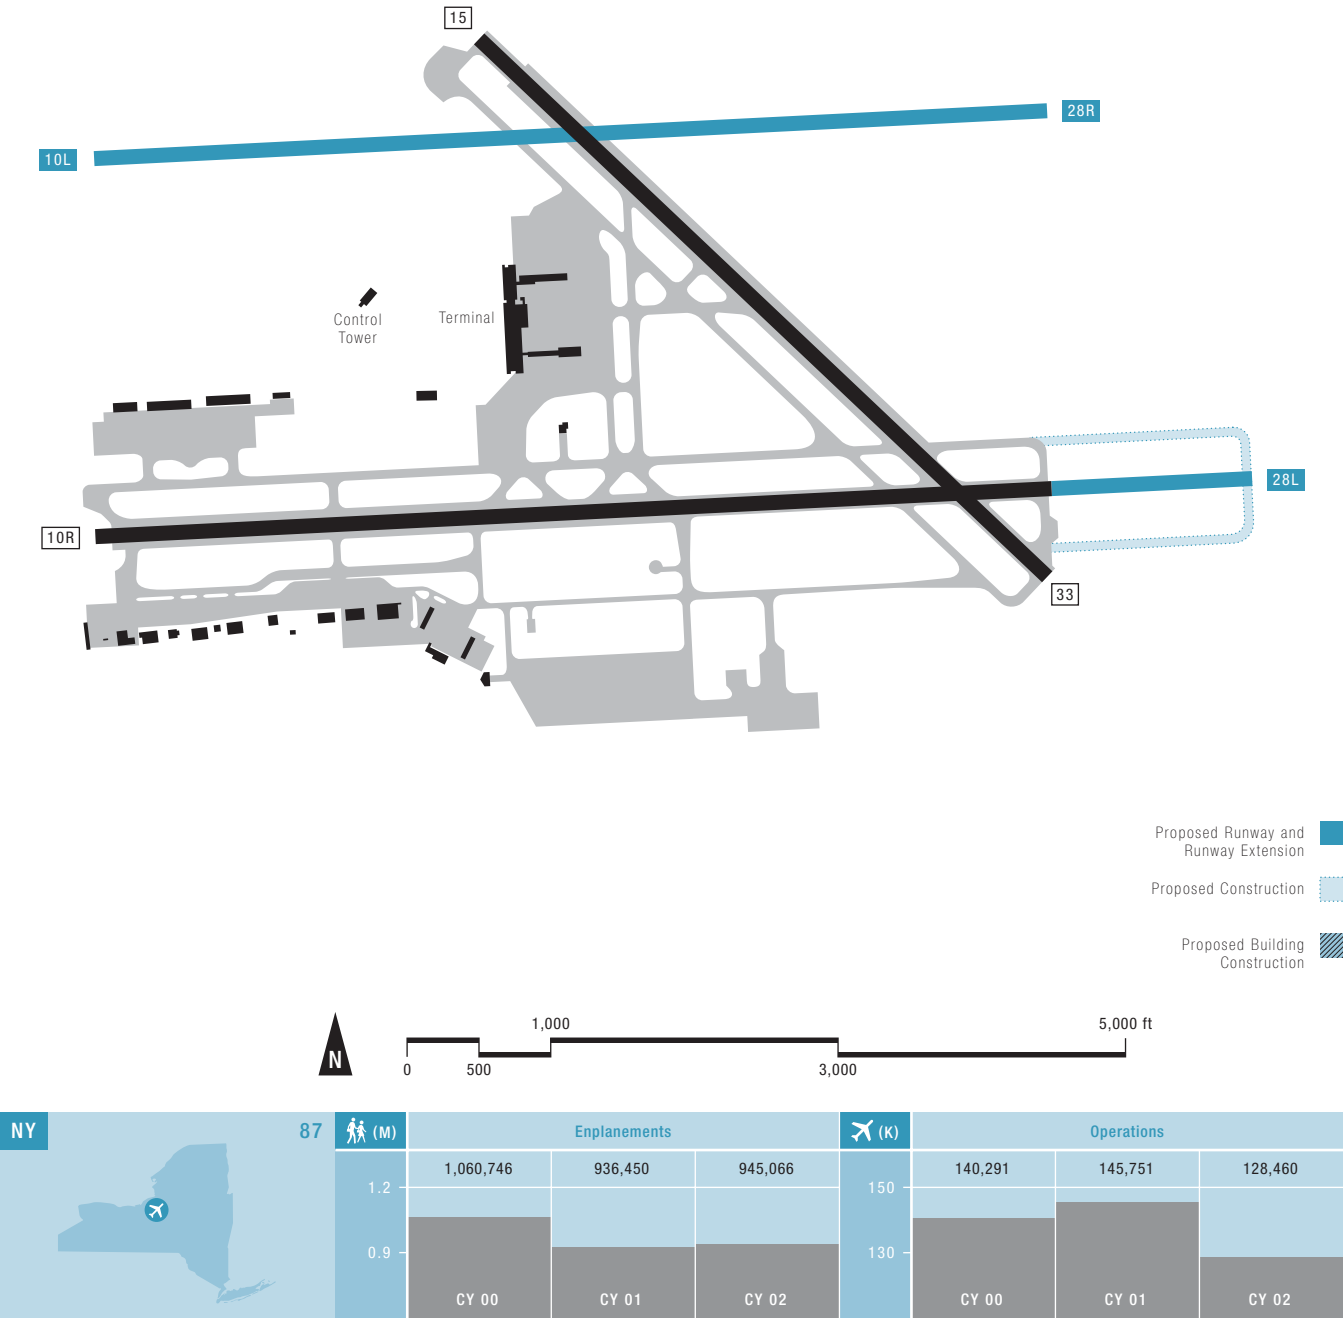 15
28R
10L
Control
Tower
Terminal
28L
10R
33
Proposed Runway and
Runway Extension
Proposed Construction
Proposed Building
Construction
N
1,000
5,000 ft
0
500
3,000
NY
87
(M)
Enplanements
(K)
Operations
1,060,746
936,450
945,066
140,291
145,751
128,460
1.2
150
0.9
130
CY 00
CY 01
CY 02
CY 00
CY 01
CY 02